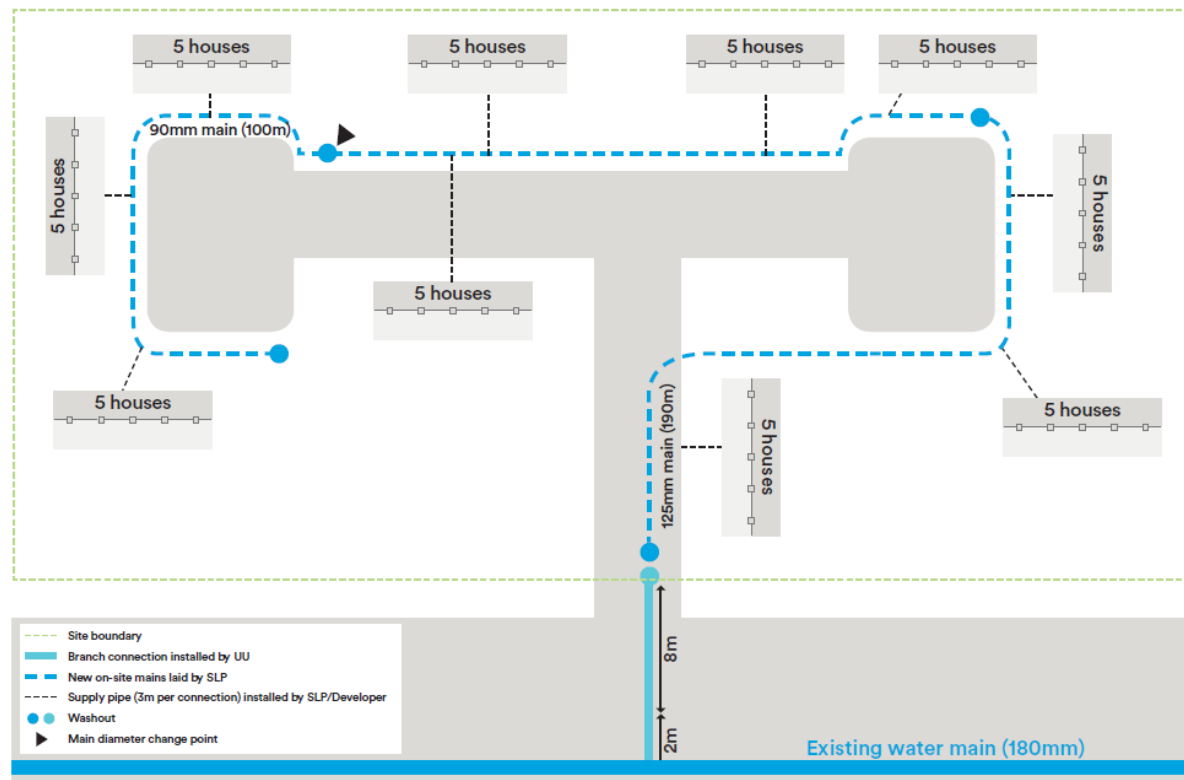 5 houses
5 houses
5 houses
5 houses
90mm main (100m)
5 houses
5 houses
5 houses
5 houses
5 houses
125mm main (190m)
5 houses
8m
2m
Site boundary
Branch connection installed by UU
New on-site mains laid by SLP
Supply pipe (3m per connection) installed by SLP/Developer
Washout
Main diameter change point
Existing water main (180mm)